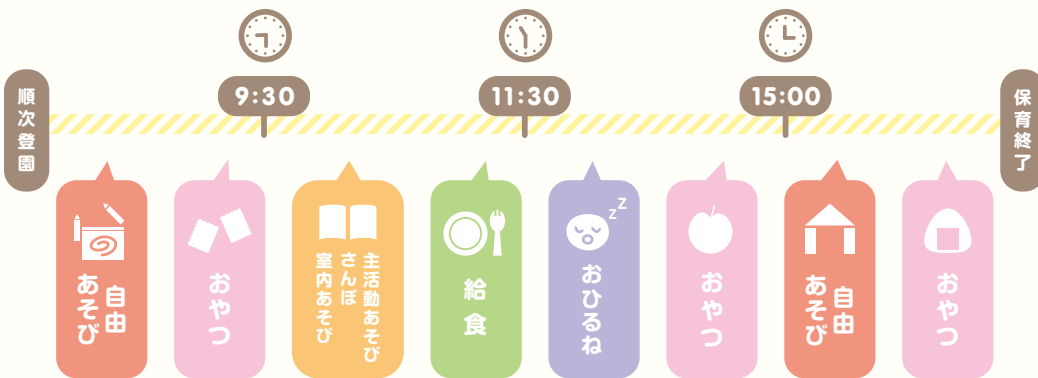 順次登園
9:30
11:30
15:00
保育終了
自由
あそび
おやつ
主活動あそび
さんぽ
室内あそび
給食
おひるね
z
z
おやつ
自由
あそび
おやつ